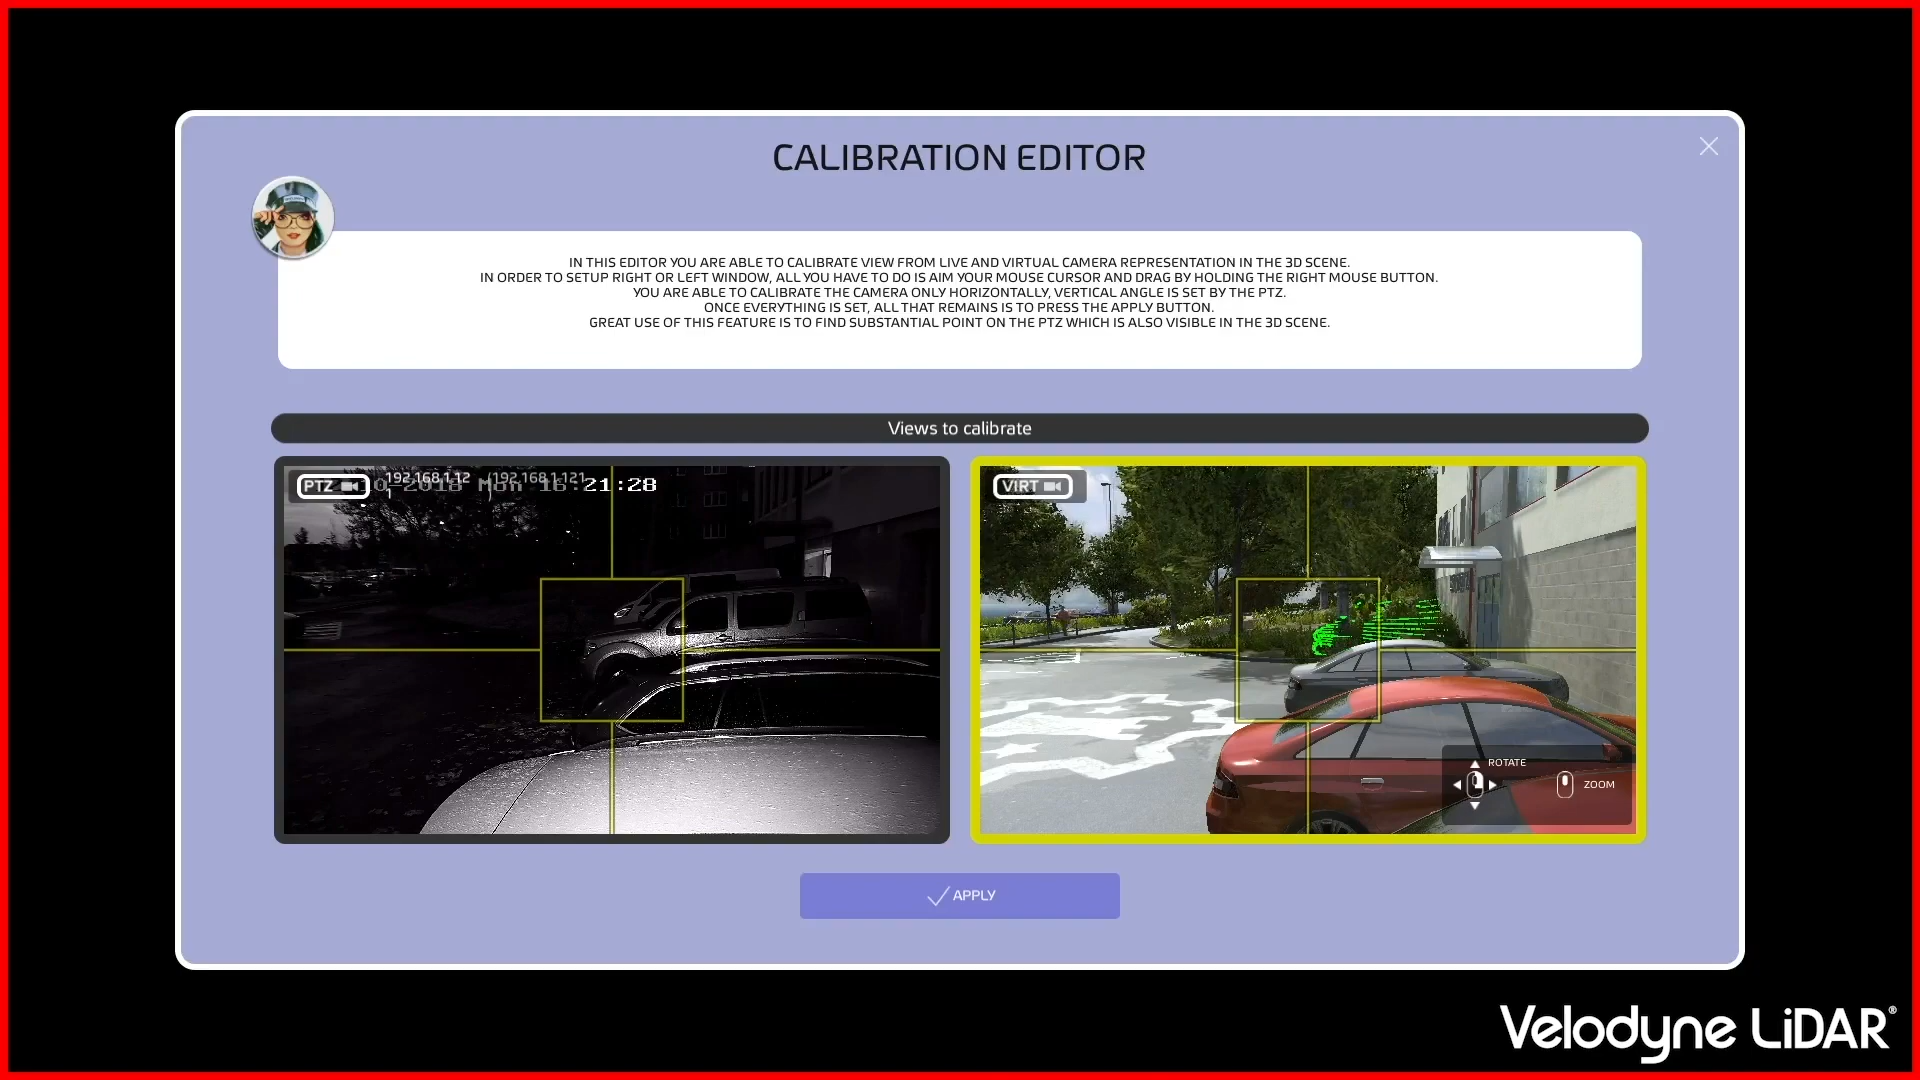 CALIBRATION EDITOR
IN THIS EDITOR YOU ARE ABLE TO CALIBRATE VIEW FROM LIVE AND VIRTUAL CAMERA REPRESENTATION IN THE 3D SCENE.
IN ORDER TO SETUP RIGHT OR LEFT WINDOW, ALL YOU HAVE TO DO IS AIM YOUR MOUSE CURSOR AND DRAG BY HOLDING THE RIGHT MOUSE BUTTON.
YOU ARE ABLE TO CALIBRATE THE CAMERA ONLY HORIZONTALLY, VERTICAL ANGLE IS SET BY THE PTZ.
ONCE EVERYTHING IS SET, ALL THAT REMAINS IS TO PRESS THE APPLY BUTTON.
GREAT USE OF THIS FEATURE IS TO FIND SUBSTANTIAL POINT ON THE PTZ WHICH IS ALSO VISIBLE IN THE 3D SCENE.
Views to calibrate
PTZ
192.168.1.12 /192.168.1.121
1
10-2018 Mon 16:21:28
VIRT
ROTATE
ZOOM
APPLY
Velodyne LiDAR®